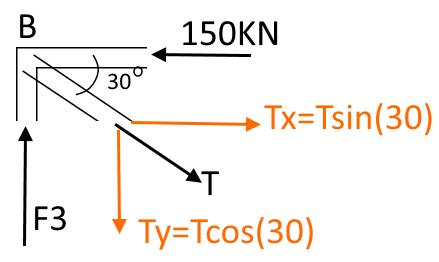 B
150KN
30°
Tx=Tsin(30)
T
F3
Ty=Tcos(30)